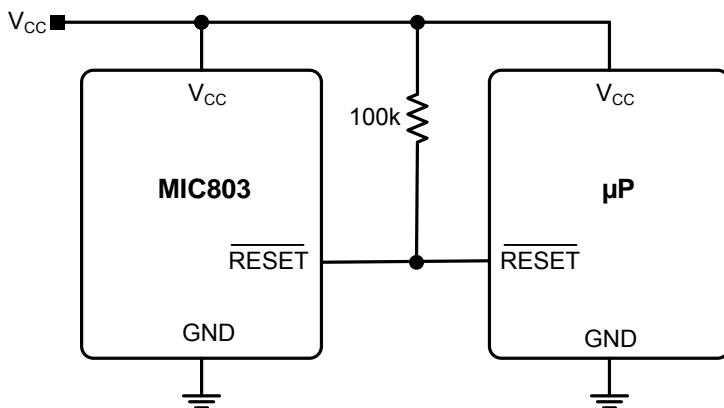 VCC
VCC
100k
VCC
MIC803
µP
RESET
RESET
GND
GND